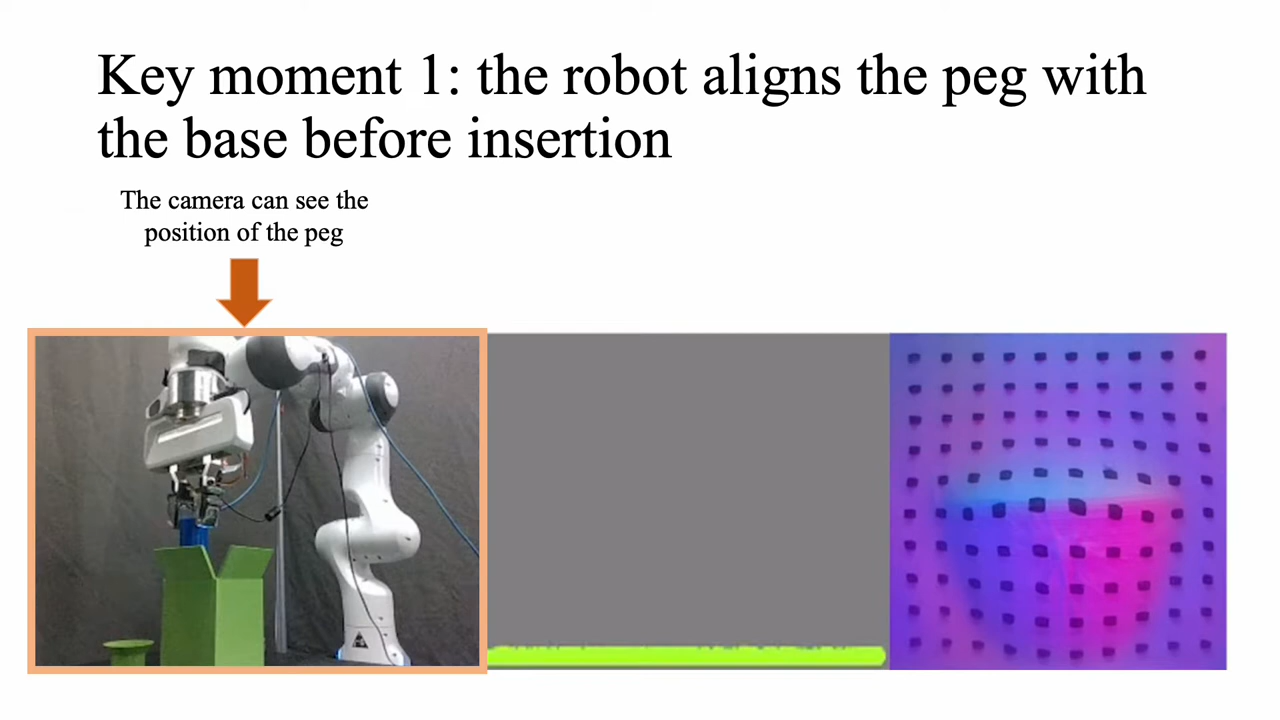 Key moment 1: the robot aligns the peg with
the base before insertion
The camera can see the
position of the peg